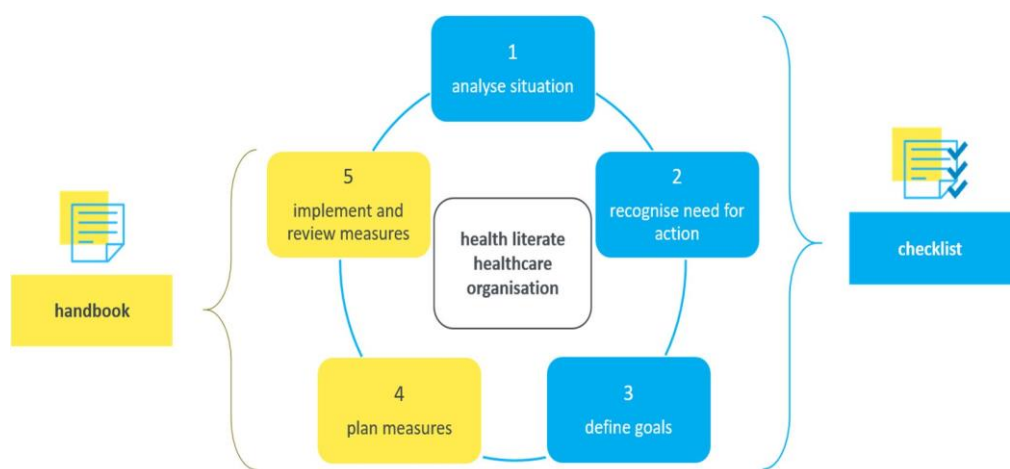 1
analyse situation
2
recognise need for
action
3
define goals
4
plan measures
5
implement and
review measures
health literate
healthcare
organisation
handbook
checklist